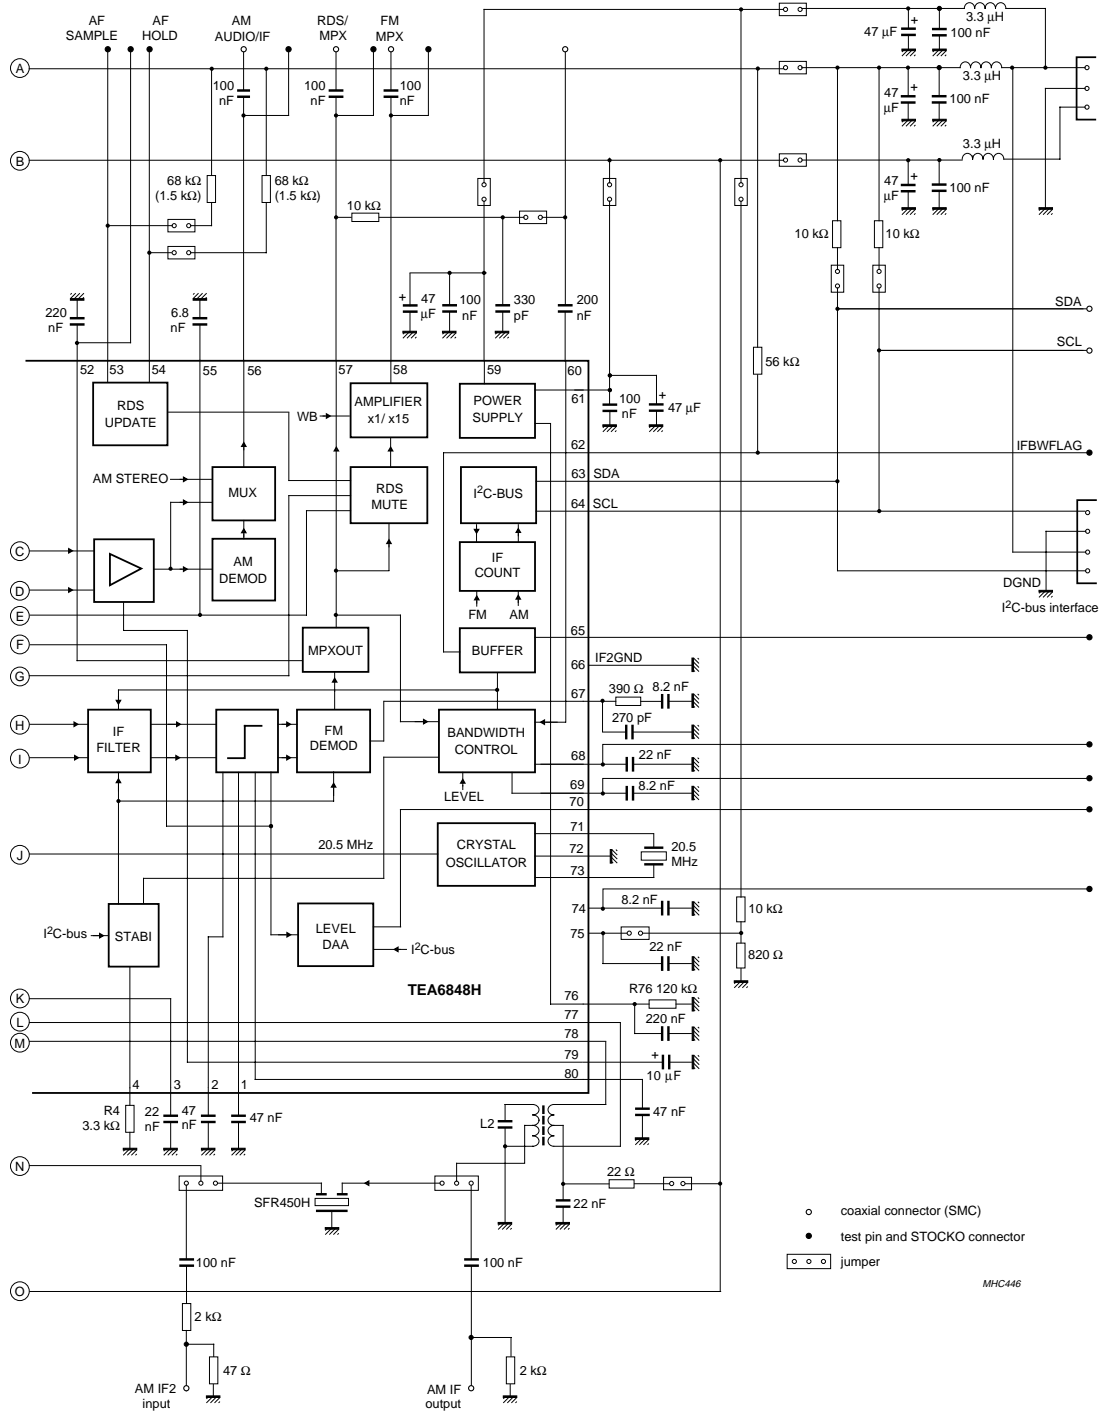 AF
SAMPLE
AF
HOLD
AM
AUDIO/IF
RDS/
MPX
FM
MPX
47 μF
+
100 nF
3.3 μH
A
100
nF
100
nF
100
nF
3.3 μH
47
μF
+
100 nF
B
3.3 μH
68 kΩ
(1.5 kΩ)
68 kΩ
(1.5 kΩ)
47
μF
+
100 nF
10 kΩ
10 kΩ
10 kΩ
220
nF
6.8
nF
+
47
μF
100
nF
330
pF
200
nF
SDA
SCL
56 kΩ
52
53
54
55
56
57
58
59
60
61
RDS
UPDATE
AMPLIFIER
x1/ x15
WB
POWER
SUPPLY
100
nF
+
47 μF
62
IFBWFLAG
AM STEREO
MUX
RDS
MUTE
I2C-BUS
63
SDA
64
SCL
C
AM
DEMOD
IF
COUNT
D
FM
AM
DGND
I2C-bus interface
E
F
MPXOUT
BUFFER
65
66
IF2GND
G
67
390 Ω
8.2 nF
H
IF
FILTER
FM
DEMOD
BANDWIDTH
CONTROL
270 pF
I
68
22 nF
LEVEL
69
8.2 nF
70
J
20.5 MHz
CRYSTAL
OSCILLATOR
71
72
73
20.5
MHz
I2C-bus
STABI
LEVEL
DAA
I2C-bus
74
8.2 nF
10 kΩ
75
22 nF
820 Ω
TEA6848H
K
76
R76 120 kΩ
L
77
220 nF
M
78
79
+
10 μF
80
4
3
2
1
R4
3.3 kΩ
22
nF
47
nF
47 nF
L2
47 nF
N
SFR450H
22 Ω
22 nF
coaxial connector (SMC)
test pin and STOCKO connector
jumper
100 nF
100 nF
MHC446
O
2 kΩ
47 Ω
2 kΩ
AM IF2
input
AM IF
output